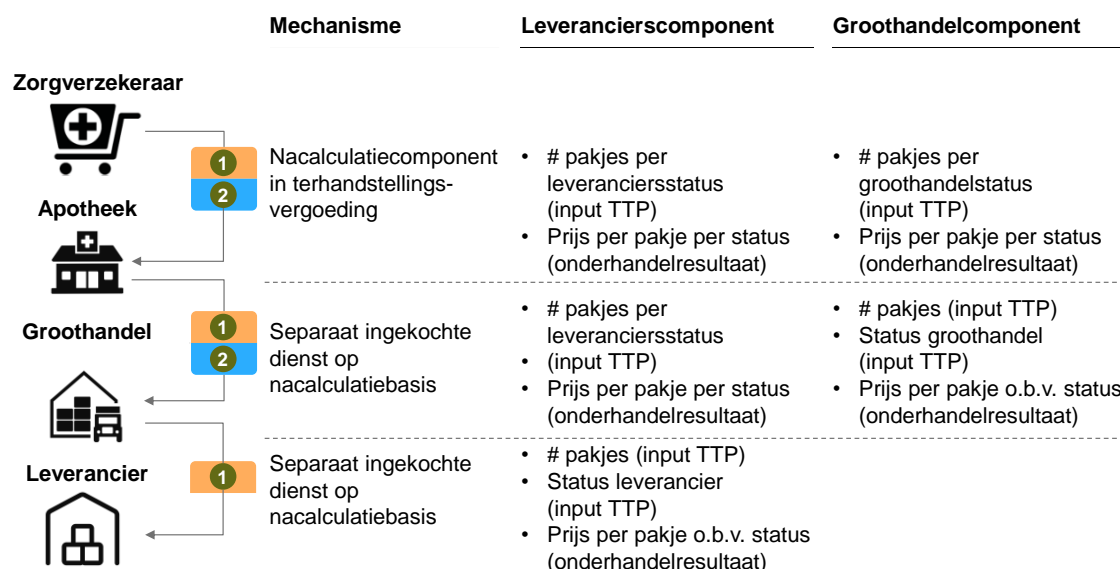 Mechanisme
Leverancierscomponent
Groothandelcomponent
Zorgverzekeraar
1
2
Nacalculatiecomponent
in terhandstellings-
vergoeding
• # pakjes per
leveranciersstatus
(input TTP)
• Prijs per pakje per status
(onderhandelresultaat)
• # pakjes per
groothandelstatus
(input TTP)
• Prijs per pakje per status
(onderhandelresultaat)
Apotheek
1
2
Separaat ingekochte
dienst op
nacalculatiebasis
• # pakjes per
leveranciersstatus
• (input TTP)
• Prijs per pakje per status
(onderhandelresultaat)
• # pakjes (input TTP)
• Status groothandel
(input TTP)
• Prijs per pakje o.b.v. status
(onderhandelresultaat)
Groothandel
1
Separaat ingekochte
dienst op
nacalculatiebasis
• # pakjes (input TTP)
• Status leverancier
(input TTP)
• Prijs per pakje o.b.v. status
(onderhandelresultaat)
Leverancier